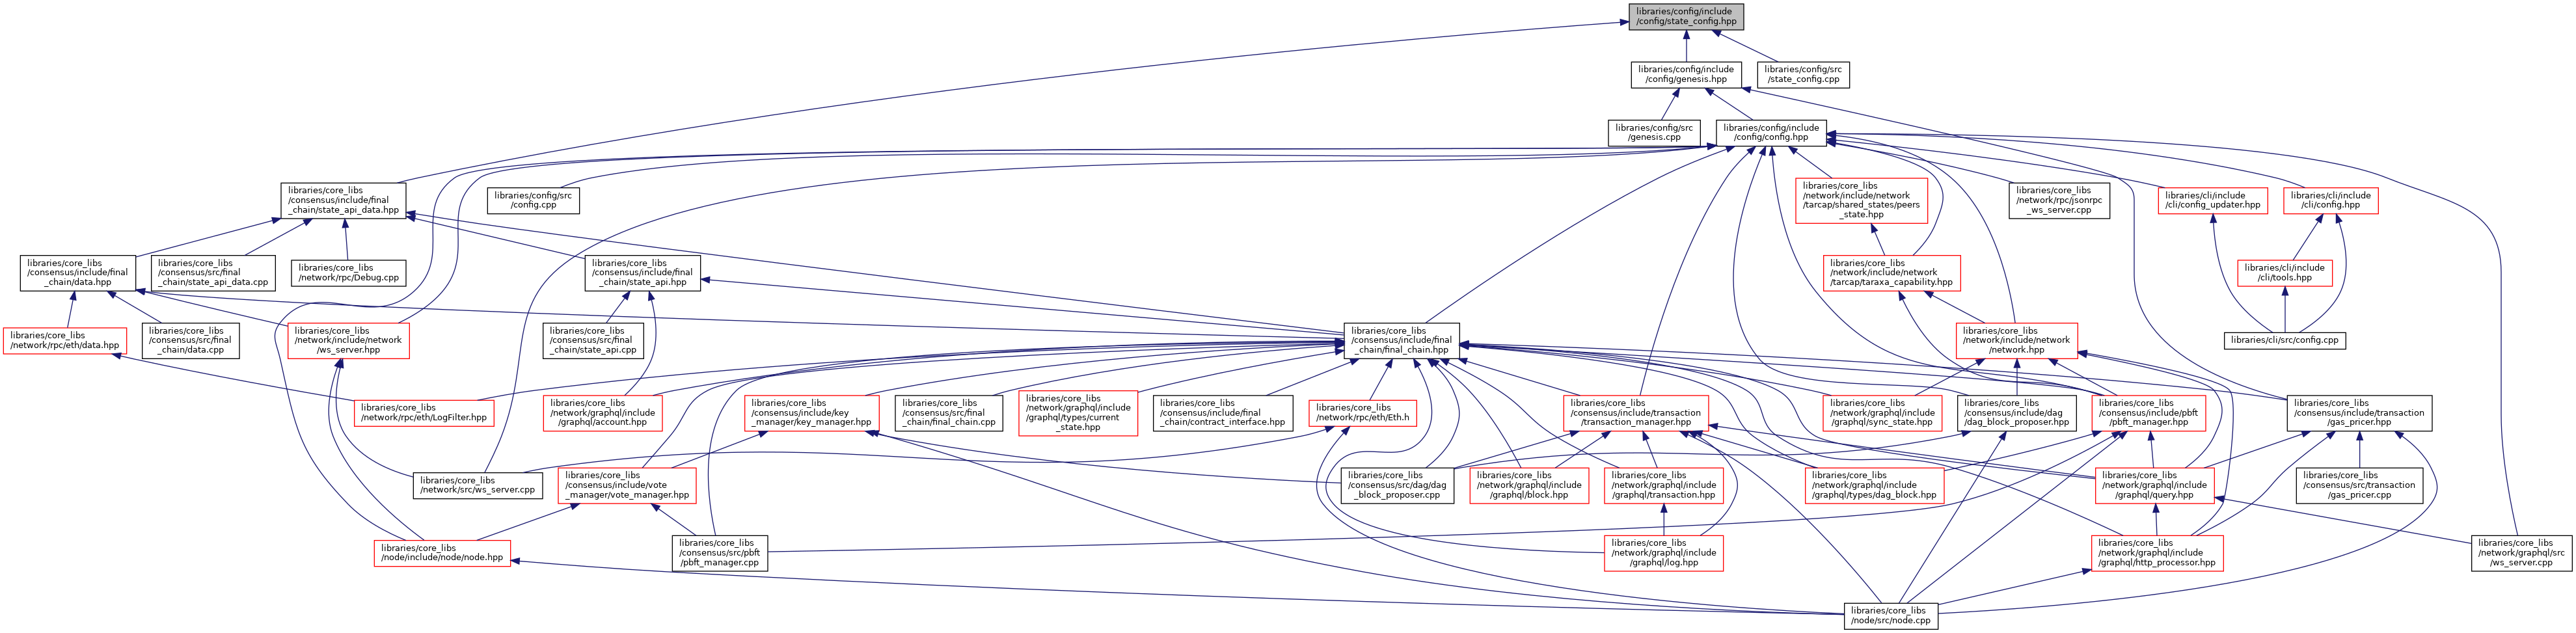 libraries/config/include
/config/state_config.hpp
libraries/config/include
/config/genesis.hpp
libraries/config/src
/state_config.cpp
libraries/config/src
/genesis.cpp
libraries/config/include
/config/config.hpp
libraries/core_libs
/consensus/include/final
_chain/state_api_data.hpp
libraries/config/src
/config.cpp
libraries/core_libs
/network/include/network
/tarcap/shared_states/peers
_state.hpp
libraries/core_libs
/network/rpc/jsonrpc
_ws_server.cpp
libraries/cli/include
/cli/config_updater.hpp
libraries/cli/include
/cli/config.hpp
libraries/core_libs
/consensus/include/final
_chain/data.hpp
libraries/core_libs
/consensus/src/final
_chain/state_api_data.cpp
libraries/core_libs
/network/rpc/Debug.cpp
libraries/core_libs
/consensus/include/final
_chain/state_api.hpp
libraries/core_libs
/network/include/network
/tarcap/taraxa_capability.hpp
libraries/cli/include
/cli/tools.hpp
libraries/core_libs
/network/rpc/eth/data.hpp
libraries/core_libs
/consensus/src/final
_chain/data.cpp
libraries/core_libs
/network/include/network
/ws_server.hpp
libraries/core_libs
/consensus/src/final
_chain/state_api.cpp
libraries/core_libs
/consensus/include/final
_chain/final_chain.hpp
libraries/core_libs
/network/include/network
/network.hpp
libraries/cli/src/config.cpp
libraries/core_libs
/network/rpc/eth/LogFilter.hpp
libraries/core_libs
/network/graphql/include
/graphql/account.hpp
libraries/core_libs
/consensus/include/key
_manager/key_manager.hpp
libraries/core_libs
/consensus/src/final
_chain/final_chain.cpp
libraries/core_libs
/network/graphql/include
/graphql/types/current
_state.hpp
libraries/core_libs
/consensus/include/final
_chain/contract_interface.hpp
libraries/core_libs
/network/rpc/eth/Eth.h
libraries/core_libs
/consensus/include/transaction
/transaction_manager.hpp
libraries/core_libs
/network/graphql/include
/graphql/sync_state.hpp
libraries/core_libs
/consensus/include/dag
/dag_block_proposer.hpp
libraries/core_libs
/consensus/include/pbft
/pbft_manager.hpp
libraries/core_libs
/consensus/include/transaction
/gas_pricer.hpp
libraries/core_libs
/network/src/ws_server.cpp
libraries/core_libs
/consensus/include/vote
_manager/vote_manager.hpp
libraries/core_libs
/consensus/src/dag/dag
_block_proposer.cpp
libraries/core_libs
/network/graphql/include
/graphql/block.hpp
libraries/core_libs
/network/graphql/include
/graphql/transaction.hpp
libraries/core_libs
/network/graphql/include
/graphql/types/dag_block.hpp
libraries/core_libs
/network/graphql/include
/graphql/query.hpp
libraries/core_libs
/consensus/src/transaction
/gas_pricer.cpp
libraries/core_libs
/node/include/node/node.hpp
libraries/core_libs
/consensus/src/pbft
/pbft_manager.cpp
libraries/core_libs
/network/graphql/include
/graphql/log.hpp
libraries/core_libs
/network/graphql/include
/graphql/http_processor.hpp
libraries/core_libs
/network/graphql/src
/ws_server.cpp
libraries/core_libs
/node/src/node.cpp